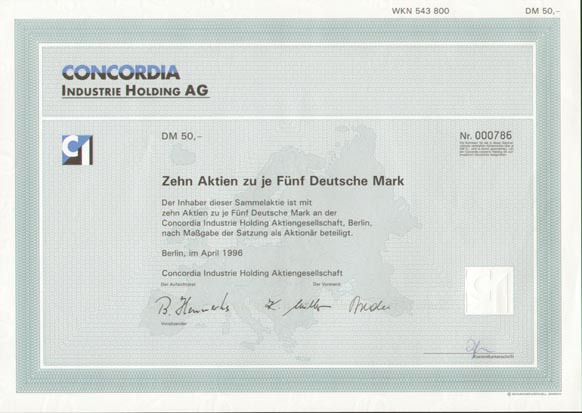 WKN 543 800 DM 50,–
CONCORDIA
INDUSTRIE HOLDING AG
DM 50,–
Nr. 000786
Zehn Aktien zu je Fünf Deutsche Mark
Der Inhaber dieser Sammelaktie ist mit
zehn Aktien zu je Fünf Deutsche Mark an der
Concordia Industrie Holding Aktiengesellschaft, Berlin,
nach Maßgabe der Satzung als Aktionär beteiligt.
Berlin, im April 1996
Concordia Industrie Holding Aktiengesellschaft
Der Aufsichtsrat Der Vorstand
Vorsitzender
Kontrollunterschrift